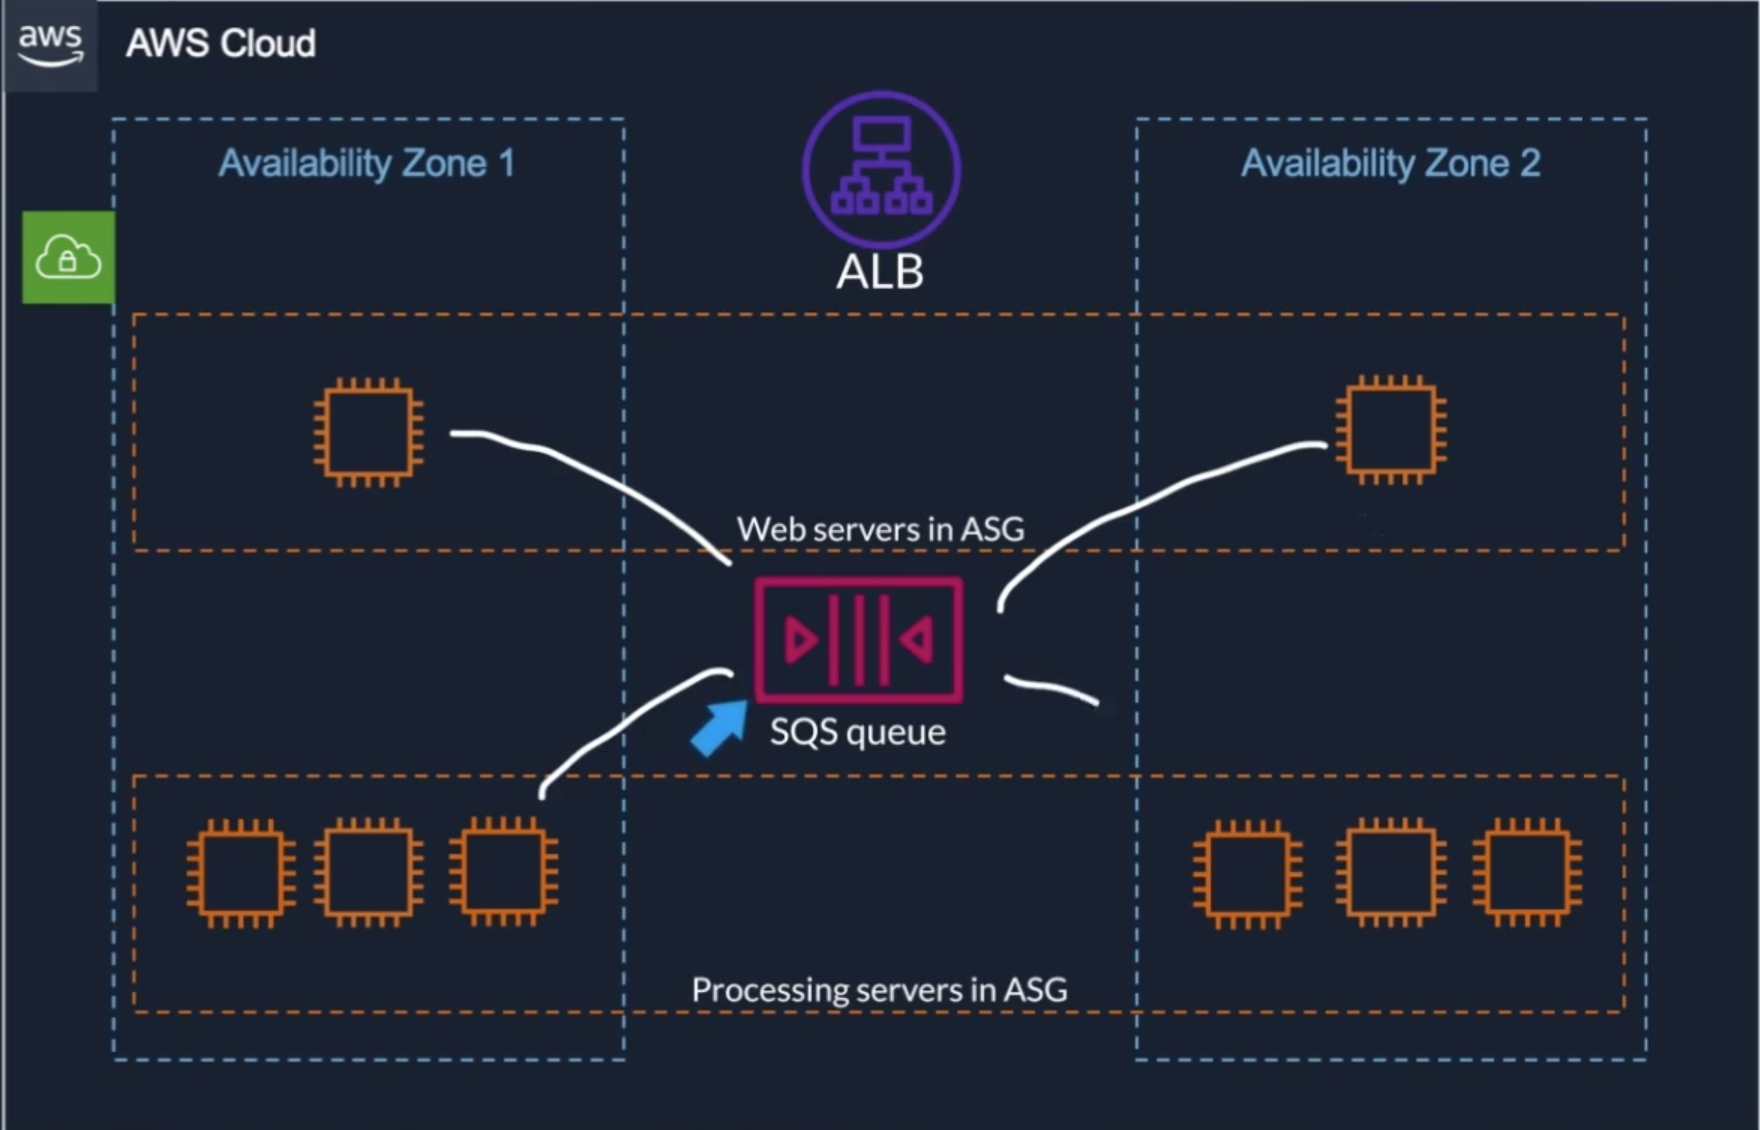 aws
AWS Cloud
Availability Zone 1
Availability Zone 2
ALB
Web servers in ASG
SQS queue
Processing servers in ASG